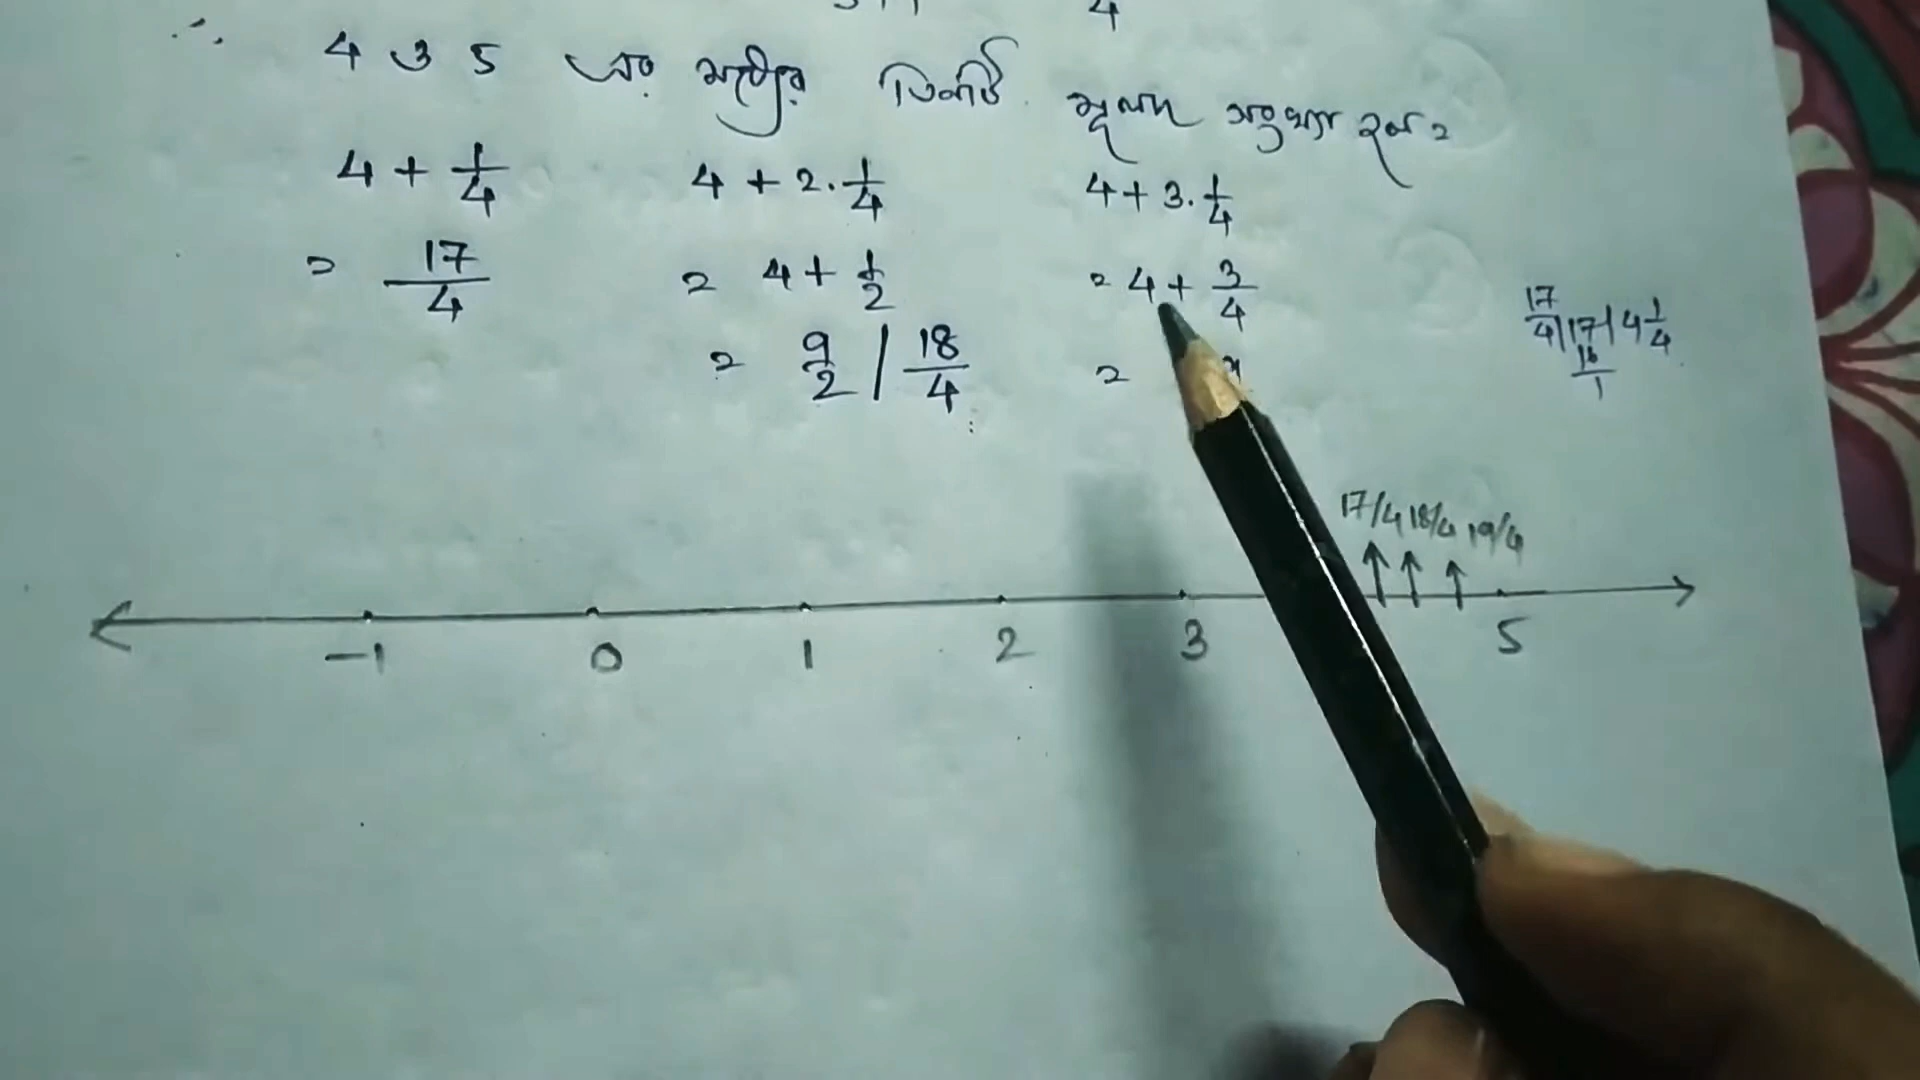 4
∴ 4 ও 5 এর মধ্যের তিনটি মূলদ সংখ্যা হল =
4 + 1/4    4 + 2·1/4    4 + 3·1/4
= 17/4    = 4 + 1/2    = 4 + 3/4
= 9/2 | 18/4    =
17/4 | 17 | 4 1/4
16
1
17/4 18/4 19/4
-1 0 1 2 3 5